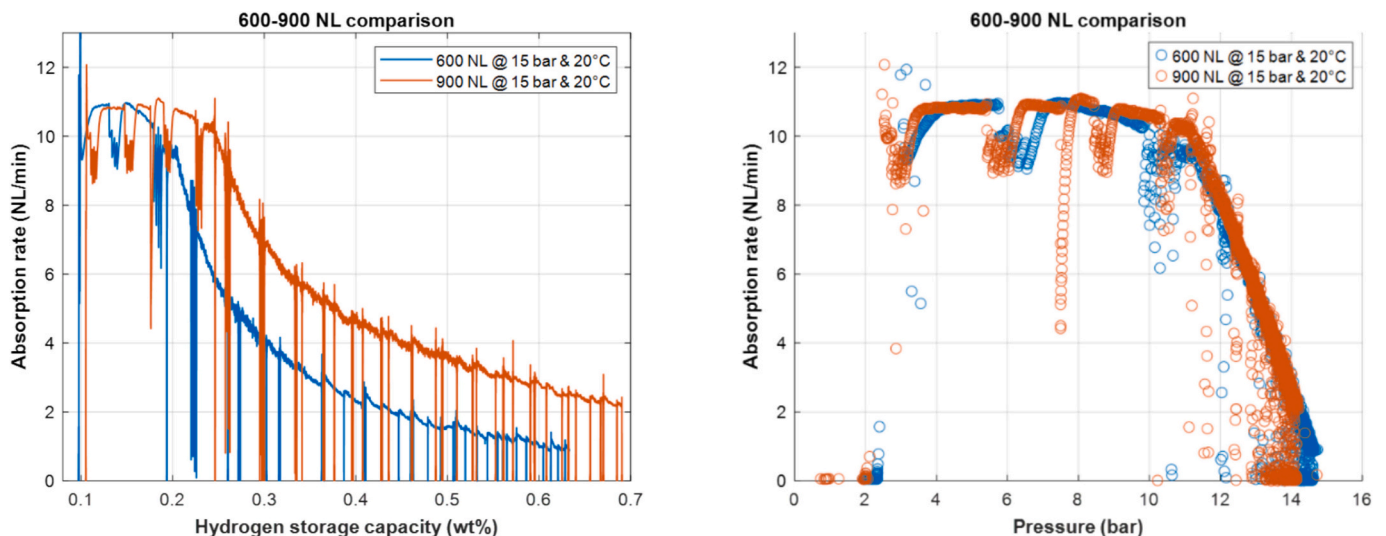 600-900 NL comparison
600 NL @ 15 bar & 20°C
900 NL @ 15 bar & 20°C
Absorption rate (NL/min)
12
10
8
6
4
2
0
0.1 0.2 0.3 0.4 0.5 0.6 0.7
Hydrogen storage capacity (wt%)
600-900 NL comparison
600 NL @ 15 bar & 20°C
900 NL @ 15 bar & 20°C
Absorption rate (NL/min)
12
10
8
6
4
2
0
0 2 4 6 8 10 12 14 16
Pressure (bar)